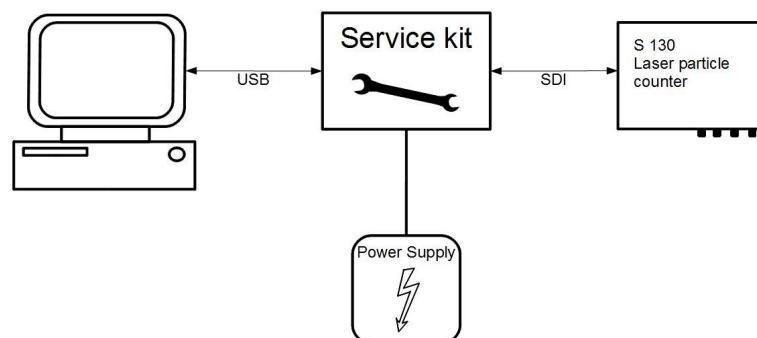 Service kit
USB
SDI
S 130
Laser particle
counter
Power Supply